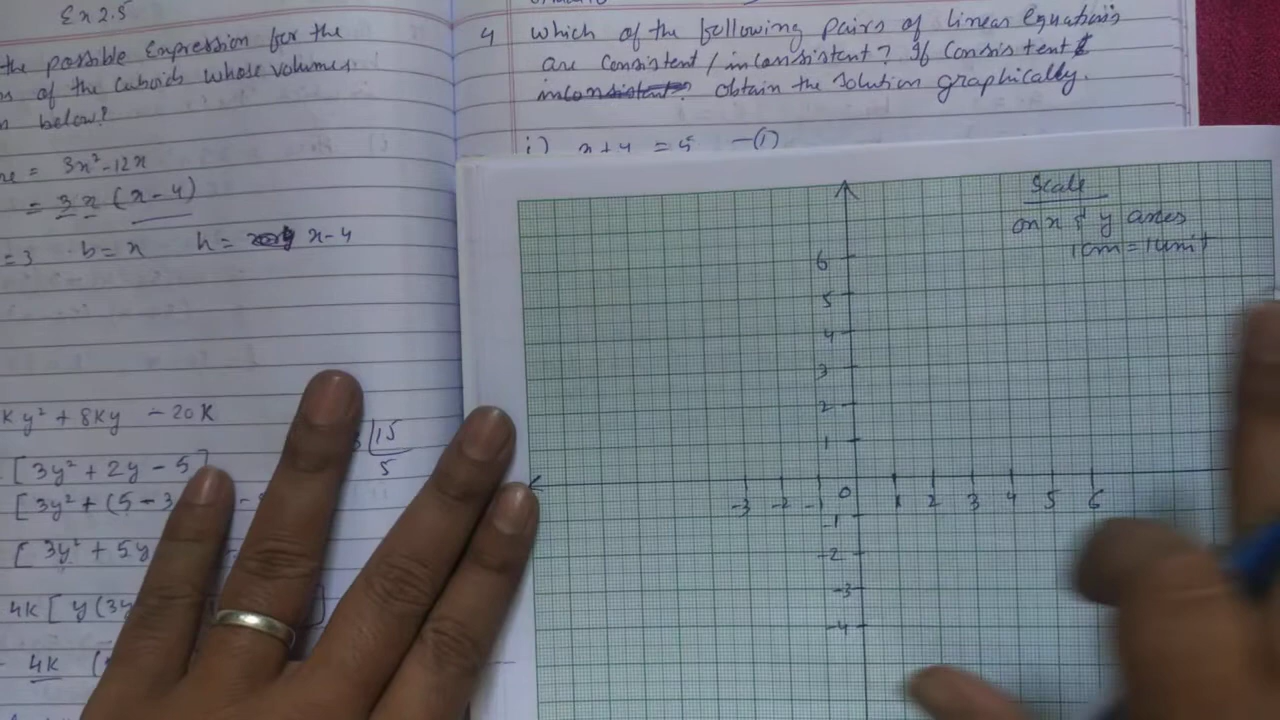 Ex 2.5
the possible Expression for the
of the cuboids whose volumes
below?
= 3x² - 12x
= 3x (x - 4)
= 3 b = x h = x - 4
Ky² + 8Ky - 20K
[3y² + 2y - 5]
[3y² + (5 - 3
[3y² + 5y
4K [ y (3y
4K (
15
5
4 Which of the following pairs of linear Equations
are Consistent / inconsistent? If Consistent
obtain the solution graphically.
i) x + y = 5 - (1)
Scale
on x & y axes
1cm = 1 unit
6
5
4
3
2
1
-3 -2 -1 0 1 2 3 4 5 6
-1
-2
-3
-4